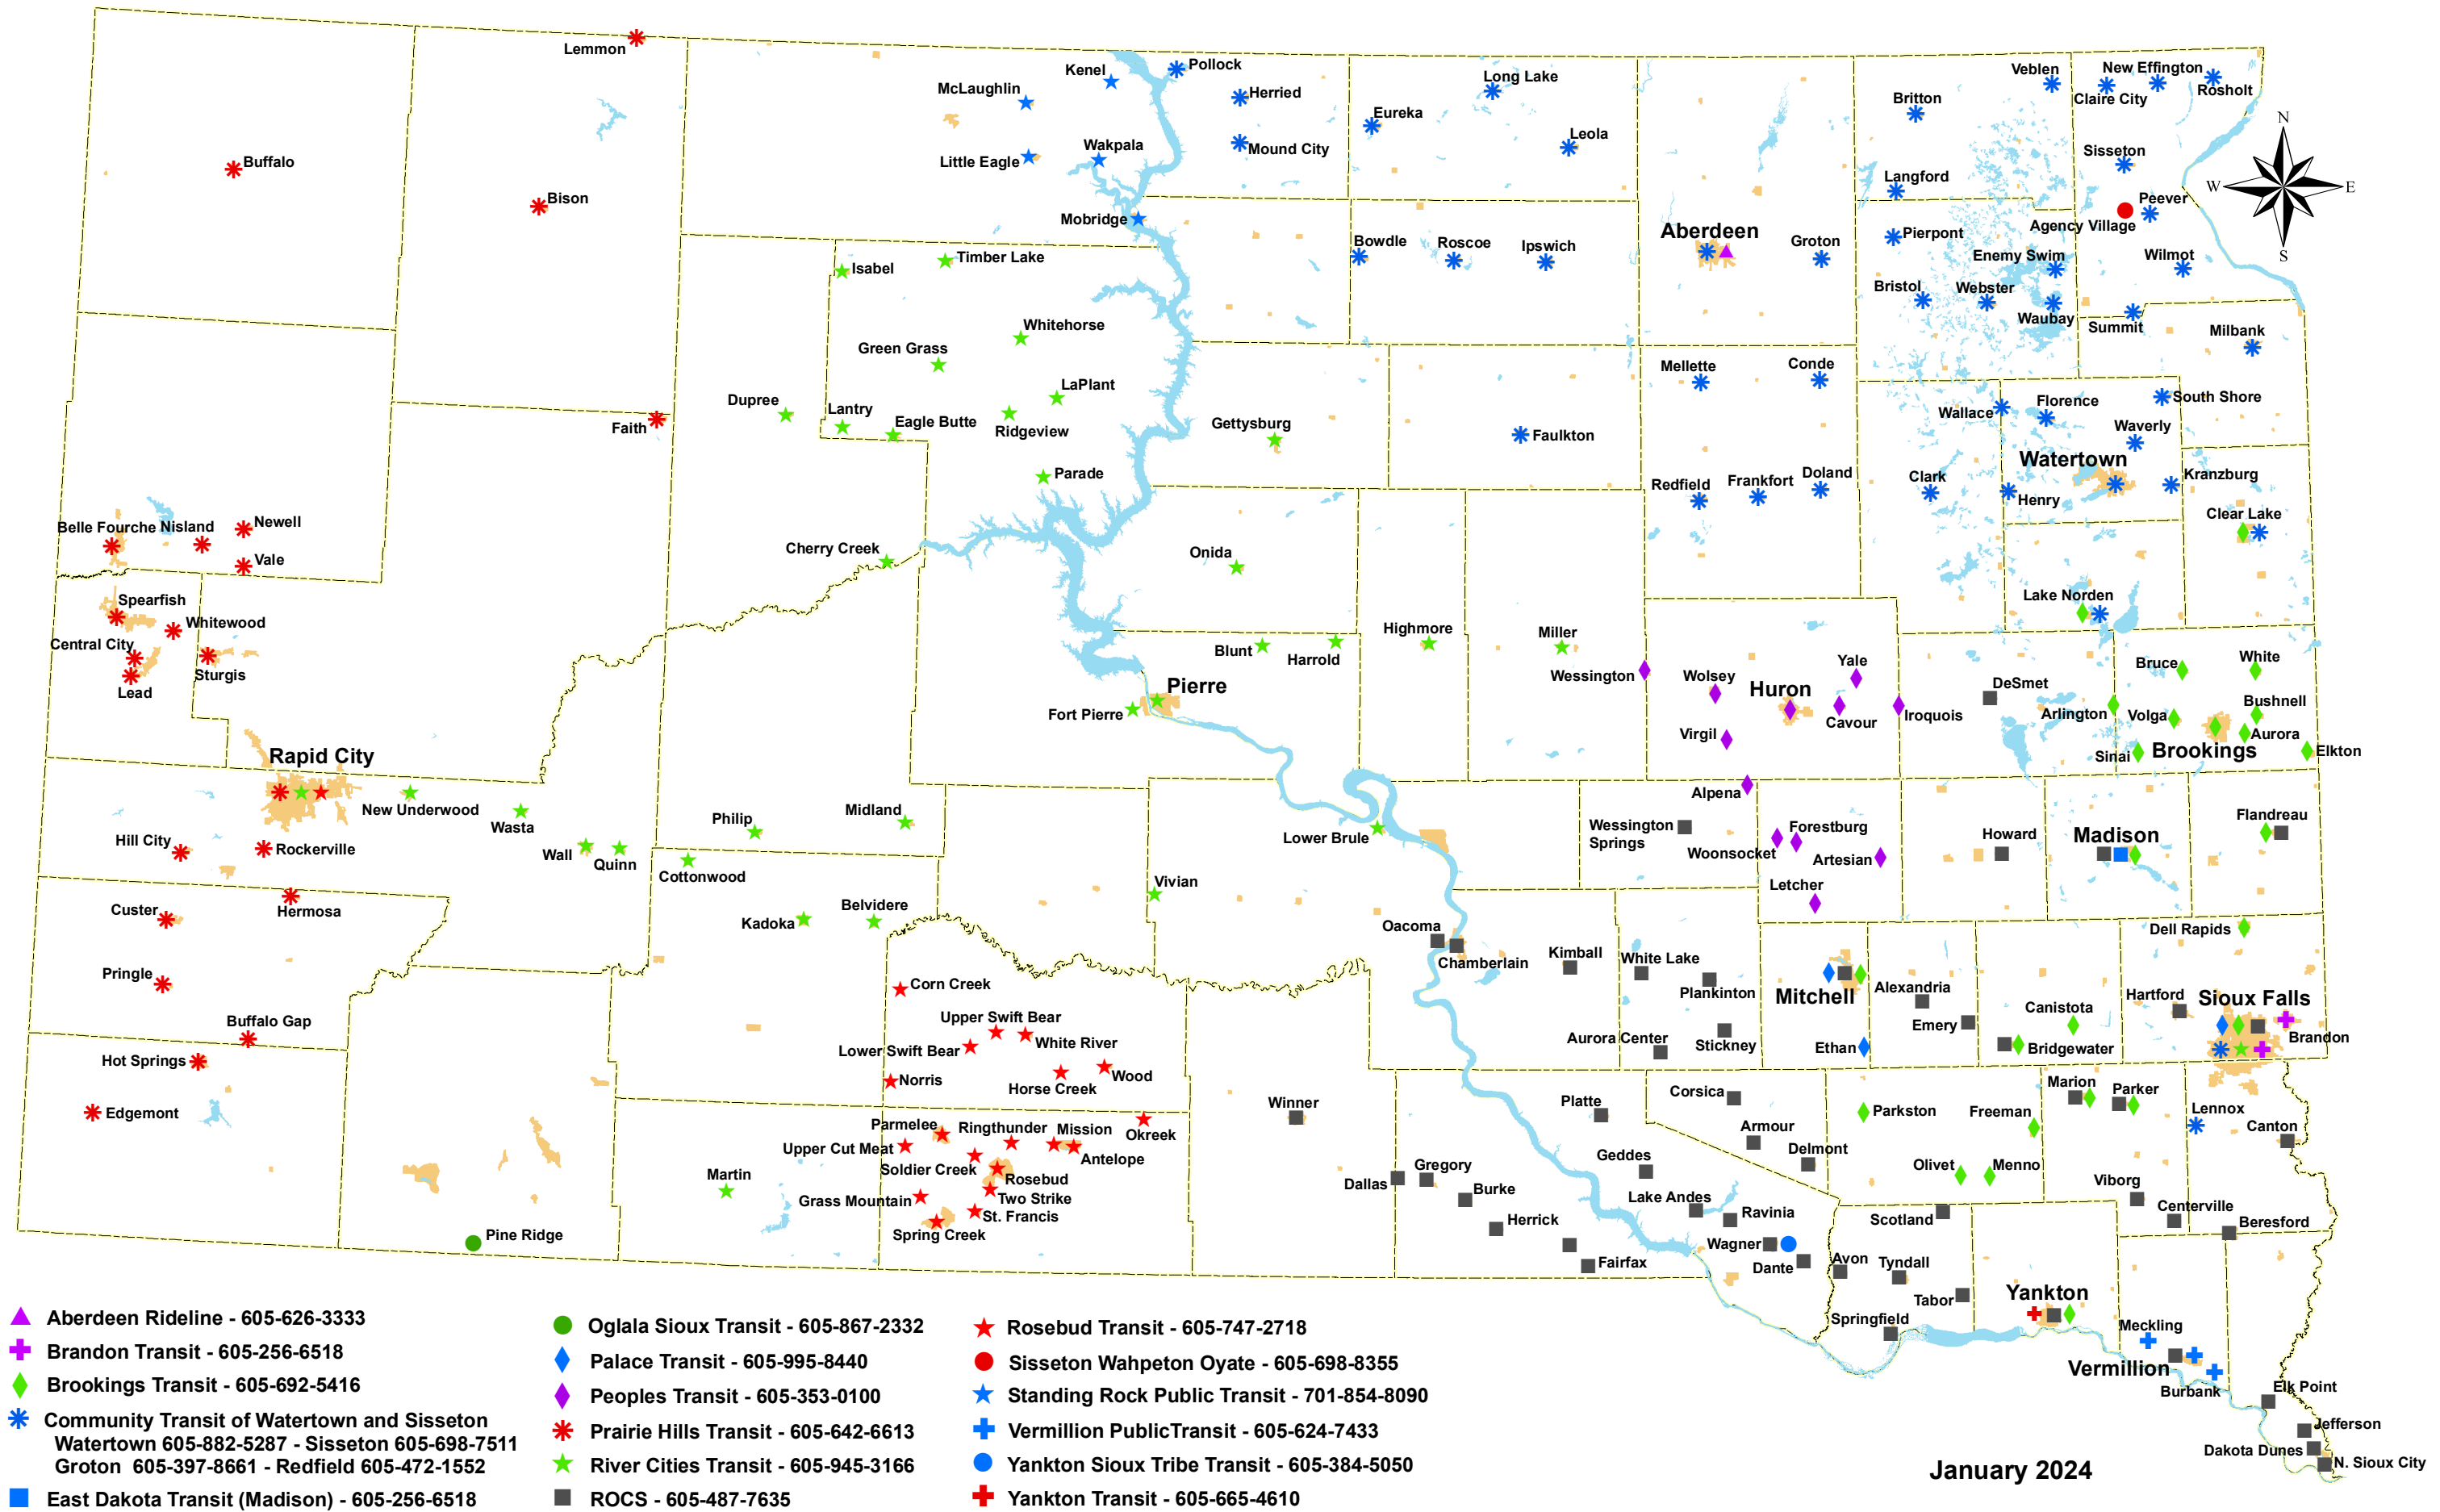 Lemmon
Kenel
Pollock
McLaughlin
Herried
Long Lake
Eureka
Veblen
New Effington
Claire City
Rosholt
Britton
N
Buffalo
Little Eagle
Wakpala
Mound City
Leola
Sisseton
Bison
Langford
W
E
Peever
Mobridge
Agency Village
Aberdeen
Bowdle
Roscoe
Ipswich
Groton
Pierpont
Enemy Swim
Wilmot
S
Isabel
Timber Lake
Bristol
Webster
Waubay
Summit
Whitehorse
Green Grass
Milbank
Mellette
Conde
LaPlant
Dupree
Lantry
Eagle Butte
Ridgeview
Gettysburg
Faith
Faulkton
Wallace
Florence
South Shore
Waverly
Watertown
Parade
Redfield
Frankfort
Doland
Clark
Henry
Kranzburg
Clear Lake
Belle Fourche
Nisland
Newell
Vale
Cherry Creek
Onida
Spearfish
Whitewood
Central City
Sturgis
Lead
Lake Norden
Blunt
Harrold
Highmore
Miller
Wessington
Wolsey
Huron
Yale
Cavour
Iroquois
Virgil
DeSmet
Bruce
White
Arlington
Volga
Bushnell
Aurora
Sinai
Brookings
Elkton
Pierre
Fort Pierre
Rapid City
New Underwood
Wasta
Wall
Quinn
Philip
Midland
Cottonwood
Hill City
Rockerville
Hermosa
Custer
Alpena
Lower Brule
Wessington
Springs
Woonsocket
Forestburg
Artesian
Letcher
Howard
Madison
Flandreau
Vivian
Kadoka
Belvidere
Oacoma
Chamberlain
Kimball
White Lake
Plankinton
Mitchell
Alexandria
Emery
Canistota
Dell Rapids
Hartford
Sioux Falls
Brandon
Pringle
Buffalo Gap
Hot Springs
Edgemont
Corn Creek
Upper Swift Bear
White River
Lower Swift Bear
Norris
Horse Creek
Wood
Aurora Center
Stickney
Ethan
Bridgewater
Winner
Platte
Corsica
Armour
Delmont
Parkston
Freeman
Marion
Parker
Lennox
Canton
Parmelee
Ringthunder
Mission
Okreek
Upper Cut Meat
Antelope
Soldier Creek
Rosebud
Grass Mountain
Two Strike
St. Francis
Spring Creek
Martin
Pine Ridge
Dallas
Gregory
Burke
Herrick
Fairfax
Geddes
Lake Andes
Ravinia
Wagner
Dante
Olivet
Menno
Viborg
Centerville
Beresford
Scotland
Avon
Tyndall
Tabor
Springfield
Yankton
Meckling
Vermillion
Burbank
Elk Point
Jefferson
Dakota Dunes
N. Sioux City
Aberdeen Rideline - 605-626-3333
Brandon Transit - 605-256-6518
Brookings Transit - 605-692-5416
Community Transit of Watertown and Sisseton
Watertown 605-882-5287 - Sisseton 605-698-7511
Groton 605-397-8661 - Redfield 605-472-1552
East Dakota Transit (Madison) - 605-256-6518
Oglala Sioux Transit - 605-867-2332
Palace Transit - 605-995-8440
Peoples Transit - 605-353-0100
Prairie Hills Transit - 605-642-6613
River Cities Transit - 605-945-3166
ROCS - 605-487-7635
Rosebud Transit - 605-747-2718
Sisseton Wahpeton Oyate - 605-698-8355
Standing Rock Public Transit - 701-854-8090
Vermillion PublicTransit - 605-624-7433
Yankton Sioux Tribe Transit - 605-384-5050
Yankton Transit - 605-665-4610
January 2024